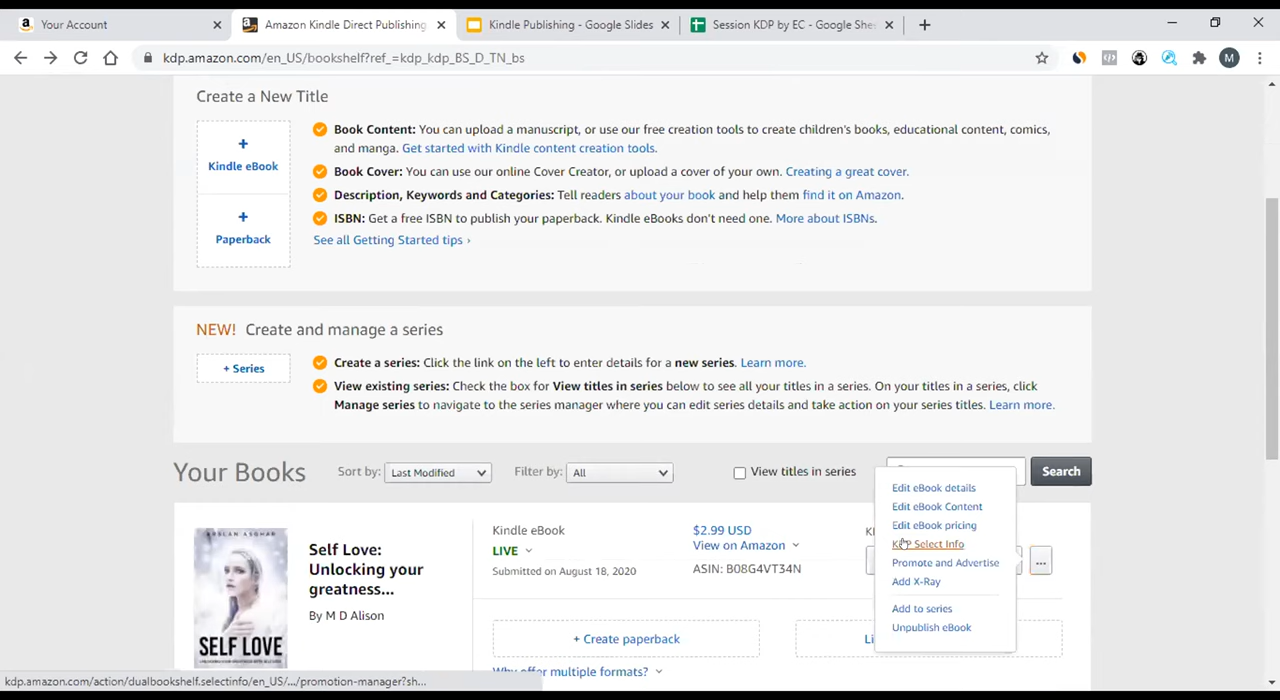 Your Account
Amazon Kindle Direct Publishing
Kindle Publishing - Google Slides
Session KDP by EC - Google She
kdp.amazon.com/en_US/bookshelf?ref_=kdp_kdp_BS_D_TN_bs
M
Create a New Title
+
Kindle eBook
+
Paperback
Book Content: You can upload a manuscript, or use our free creation tools to create children's books, educational content, comics,
and manga. Get started with Kindle content creation tools.
Book Cover: You can use our online Cover Creator, or upload a cover of your own. Creating a great cover.
Description, Keywords and Categories: Tell readers about your book and help them find it on Amazon.
ISBN: Get a free ISBN to publish your paperback. Kindle eBooks don't need one. More about ISBNs.
See all Getting Started tips ›
NEW! Create and manage a series
+ Series
Create a series: Click the link on the left to enter details for a new series. Learn more.
View existing series: Check the box for View titles in series below to see all your titles in a series. On your titles in a series, click
Manage series to navigate to the series manager where you can edit series details and take action on your series titles. Learn more.
Your Books
Sort by: Last Modified
Filter by: All
View titles in series
Search
Edit eBook details
Edit eBook Content
Edit eBook pricing
KDP Select Info
Promote and Advertise
Add X-Ray
Add to series
Unpublish eBook
...
ARSLAN ASGHAR
SELF LOVE
Self Love:
Unlocking your
greatness...
By M D Alison
Kindle eBook
LIVE
Submitted on August 18, 2020
$2.99 USD
View on Amazon
ASIN: B08G4VT34N
+ Create paperback
Why offer multiple formats?
kdp.amazon.com/action/dualbookshelf.selectinfo/en_US/.../promotion-manager?sh...